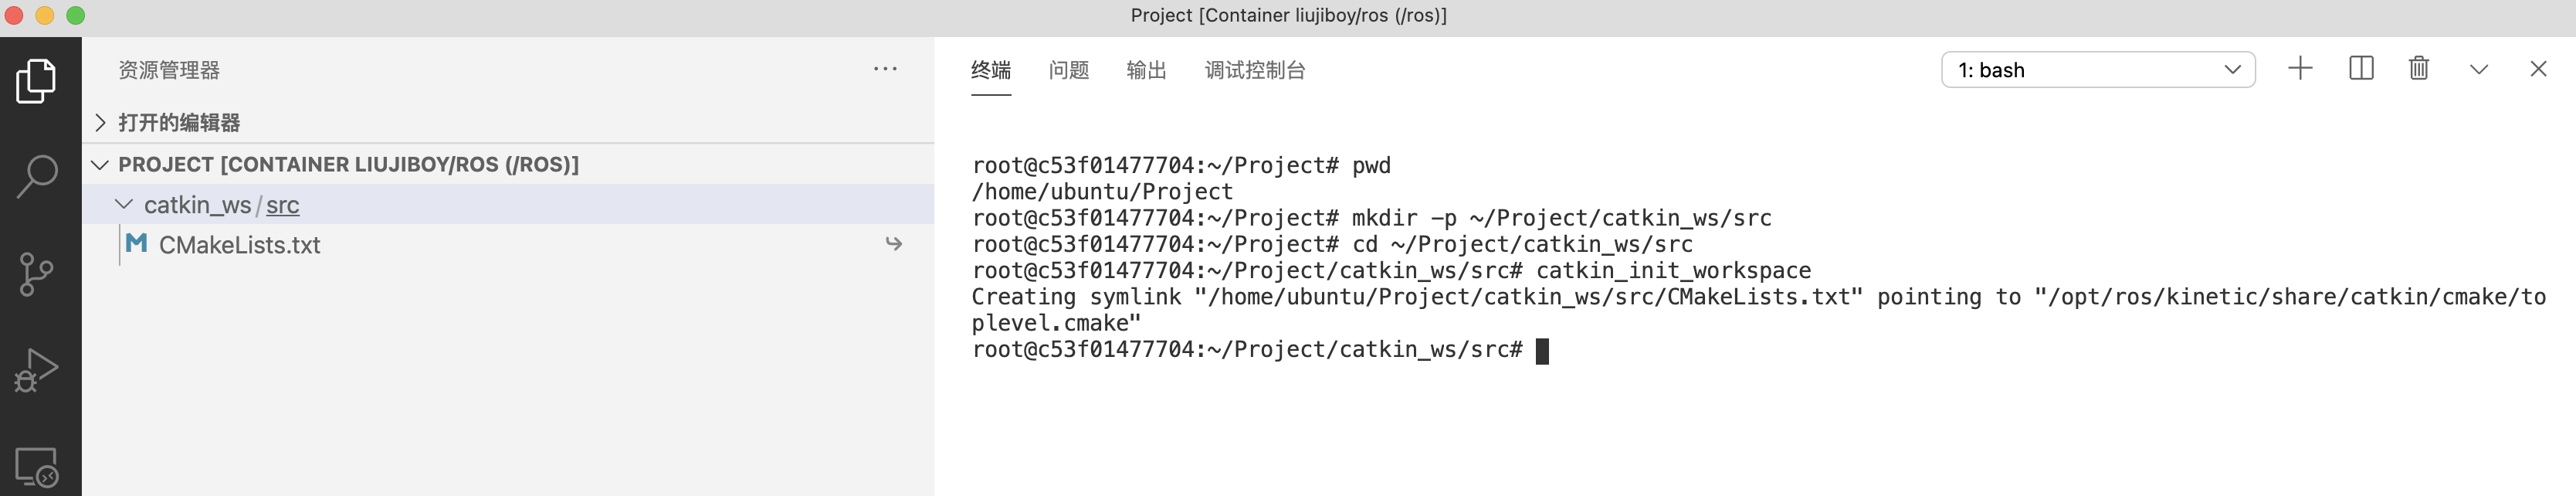 Project [Container liujiboy/ros (/ros)]
资源管理器
打开的编辑器
PROJECT [CONTAINER LIUJIBOY/ROS (/ROS)]
catkin_ws/src
CMakeLists.txt
终端 问题 输出 调试控制台 1: bash
root@c53f01477704:~/Project# pwd
/home/ubuntu/Project
root@c53f01477704:~/Project# mkdir -p ~/Project/catkin_ws/src
root@c53f01477704:~/Project# cd ~/Project/catkin_ws/src
root@c53f01477704:~/Project/catkin_ws/src# catkin_init_workspace
Creating symlink "/home/ubuntu/Project/catkin_ws/src/CMakeLists.txt" pointing to "/opt/ros/kinetic/share/catkin/cmake/to
plevel.cmake"
root@c53f01477704:~/Project/catkin_ws/src#